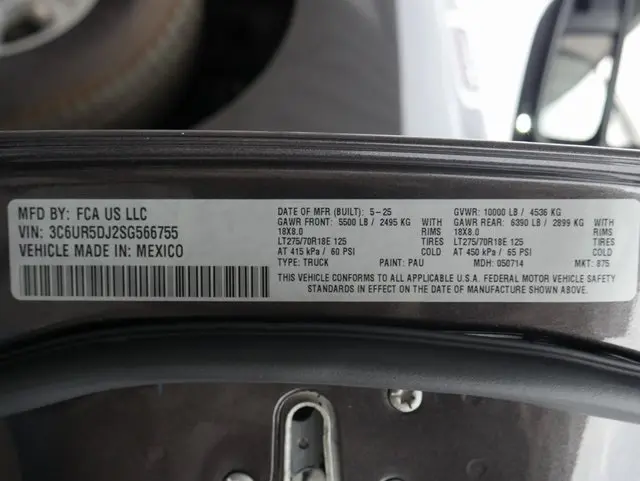 MFD BY: FCA US LLC
VIN: 3C6UR5DJ2SG566755
VEHICLE MADE IN: MEXICO
DATE OF MFR (BUILT): 5-25
GAWR FRONT: 5500 LB / 2495 KG
18X8.0 RIMS
LT275/70R18E 125 TIRES
AT 415 kPa / 60 PSI COLD
TYPE: TRUCK PAINT: PAU
GVWR: 10000 LB / 4536 KG
GAWR REAR: 6390 LB / 2899 KG
18X8.0 RIMS
LT275/70R18E 125 TIRES
AT 450 kPa / 65 PSI COLD
MDH: 050714 MKT: 875
THIS VEHICLE CONFORMS TO ALL APPLICABLE U.S.A. FEDERAL MOTOR VEHICLE SAFETY
STANDARDS IN EFFECT ON THE DATE OF MANUFACTURE SHOWN ABOVE.